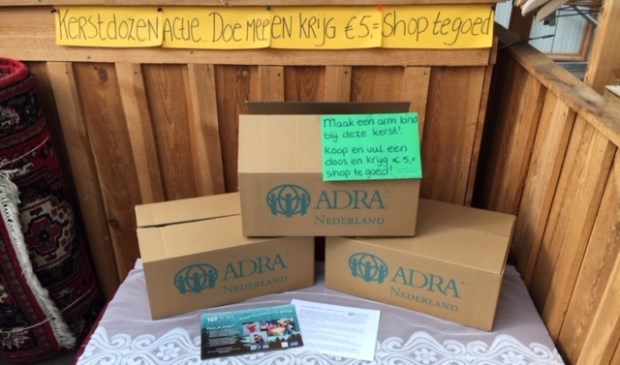 Kerstdozen Actie. Doe mee en krijg €5,= Shop tegoed
Maak een arm kind
blij deze kerst!
Koop en vul een
doos en krijg €5,=
shop tegoed!
ADRA
NEDERLAND
ADRA
NEDERLAND
ADRA
NEDERLAND